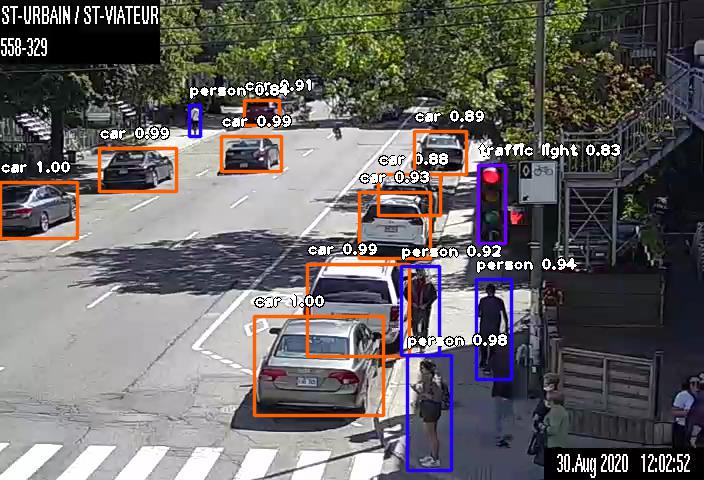 ST-URBAIN / ST-VIATEUR
558-329
person 0.84
car 0.91
car 0.99
car 0.99
car 0.89
car 1.00
car 0.88
traffic light 0.83
car 0.93
car 0.99
person 0.92
person 0.94
car 1.00
person 0.98
30.Aug 2020 12:02:52